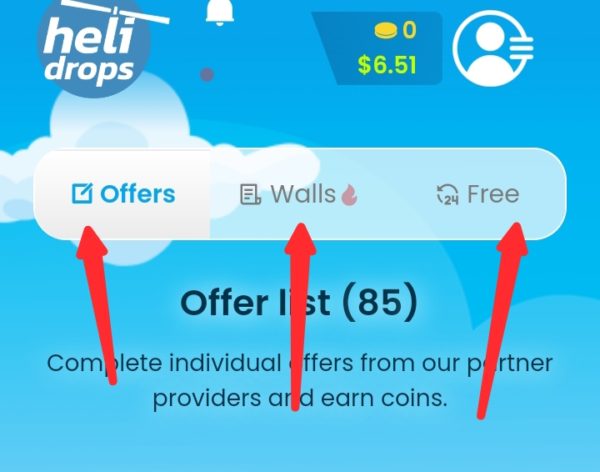 heli
drops
0
$6.51
Offers
Walls
24
Free
Offer list (85)
Complete individual offers from our partner
providers and earn coins.